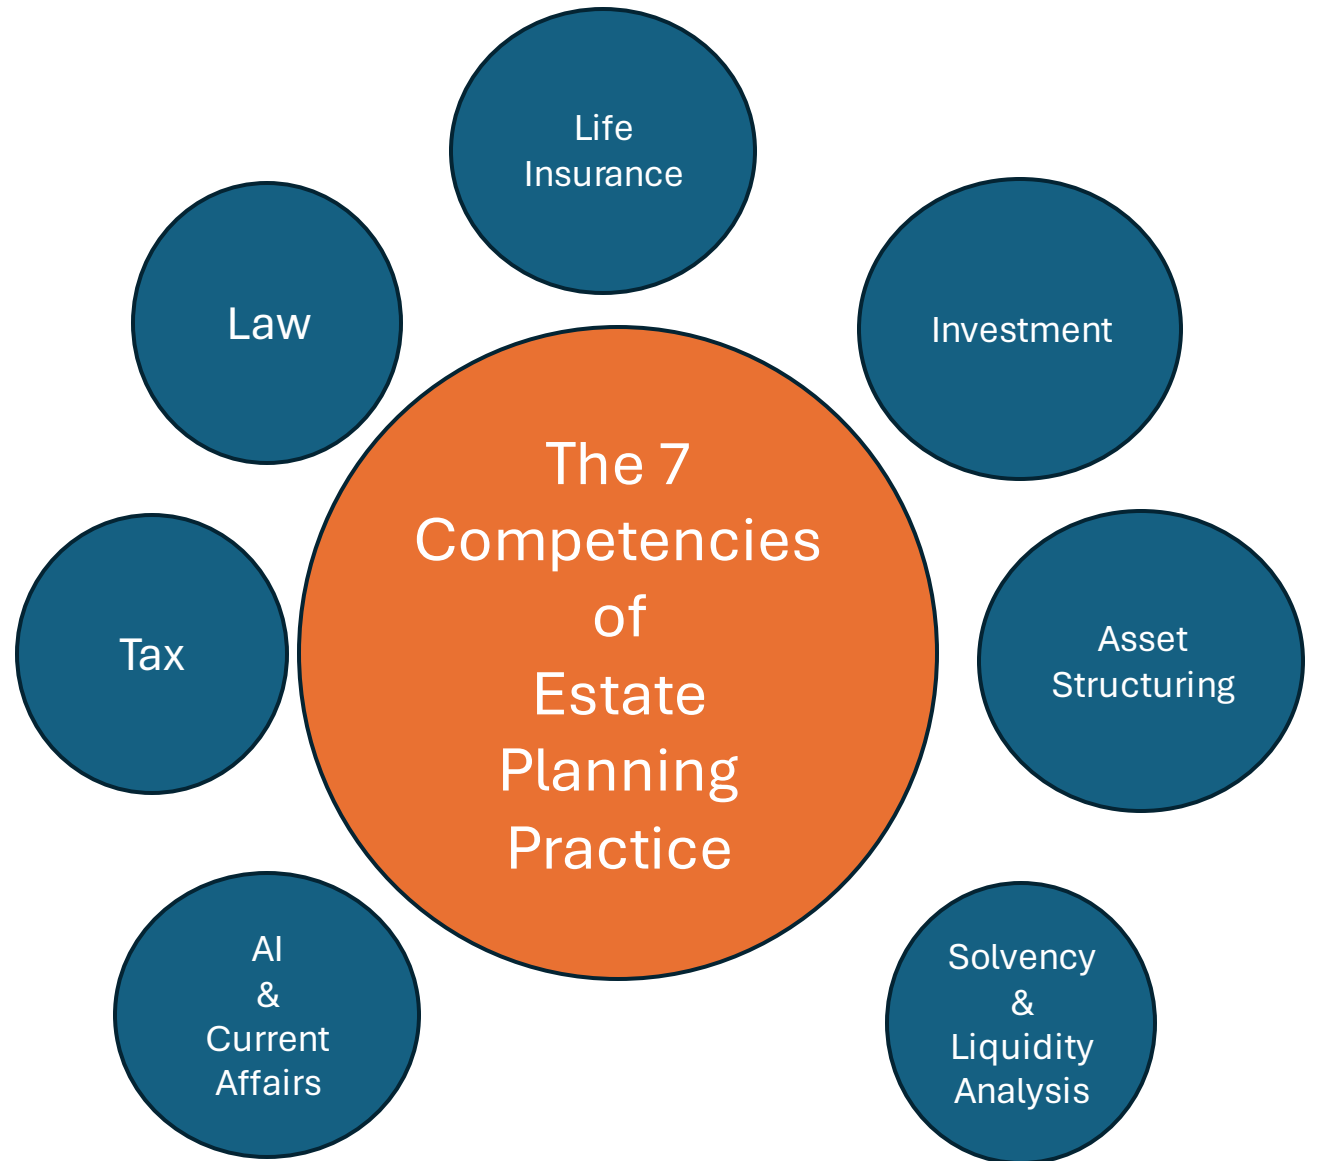 Life
Insurance
Law
Investment
The 7
Competencies
of
Estate
Planning
Practice
Tax
Asset
Structuring
AI
&
Current
Affairs
Solvency
&
Liquidity
Analysis